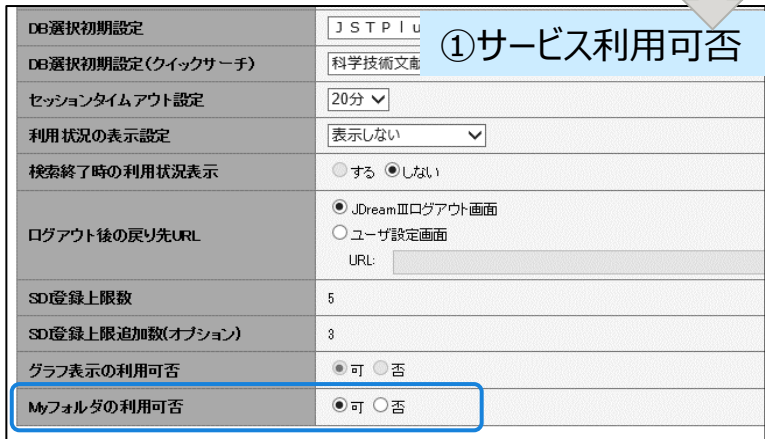 ①サービス利用可否
DB選択初期設定 JSTPlu
DB選択初期設定(クイックサーチ) 科学技術文献
セッションタイムアウト設定 20分
利用状況の表示設定 表示しない
検索終了時の利用状況表示 する しない
ログアウト後の戻り先URL
JDreamⅢログアウト画面
ユーザ設定画面
URL:
SDI登録上限数 5
SDI登録上限追加数(オプション) 3
グラフ表示の利用可否 可 否
Myフォルダの利用可否 可 否